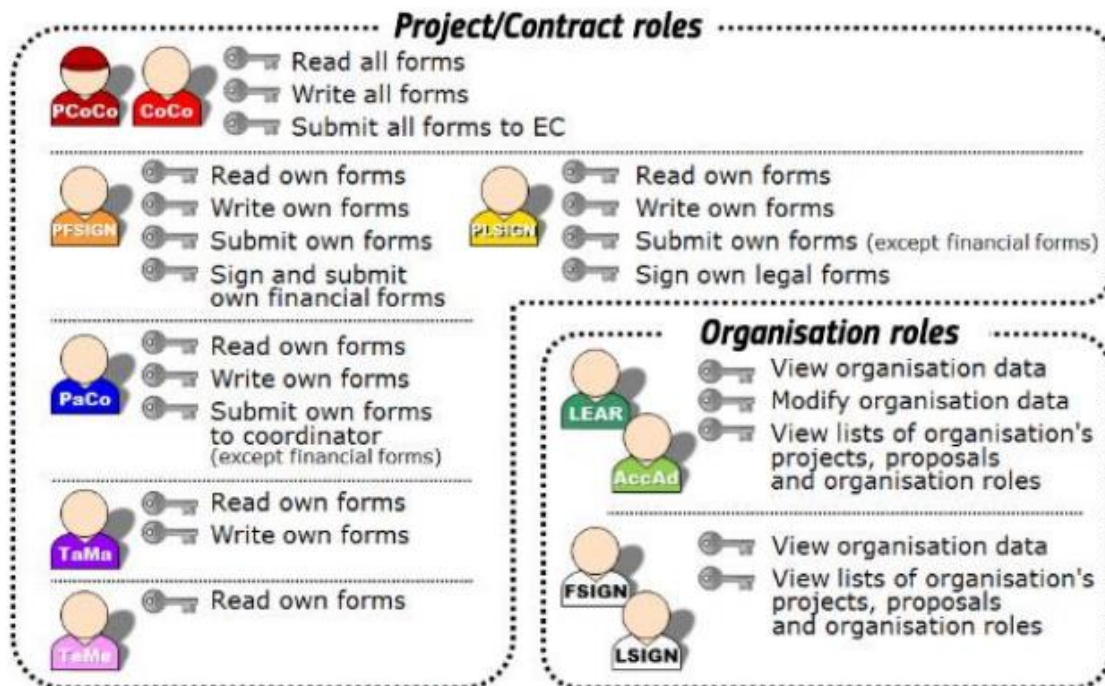 Project/Contract roles
PCoCo
CoCo
Read all forms
Write all forms
Submit all forms to EC
PFSIGN
Read own forms
Write own forms
Submit own forms
Sign and submit
own financial forms
PLSIGN
Read own forms
Write own forms
Submit own forms (except financial forms)
Sign own legal forms
PaCo
Read own forms
Write own forms
Submit own forms
to coordinator
(except financial forms)
TaMa
Read own forms
Write own forms
TeMe
Read own forms
Organisation roles
LEAR
AccAd
View organisation data
Modify organisation data
View lists of organisation's
projects, proposals
and organisation roles
FSIGN
LSIGN
View organisation data
View lists of organisation's
projects, proposals
and organisation roles